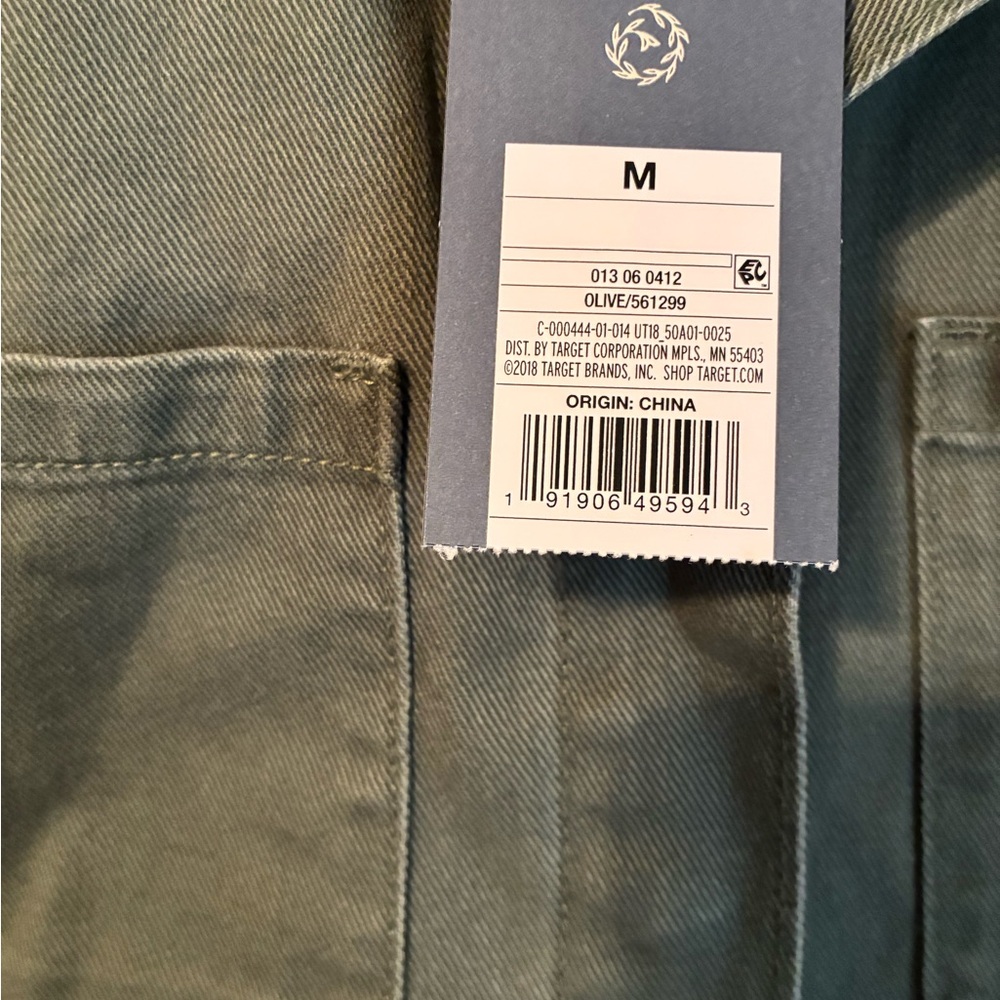 M
013 06 0412
EPC
OLIVE/561299
C-000444-01-014 UT18_50A01-0025
DIST. BY TARGET CORPORATION MPLS., MN 55403
©2018 TARGET BRANDS, INC. SHOP TARGET.COM
ORIGIN: CHINA
1 91906 49594 3